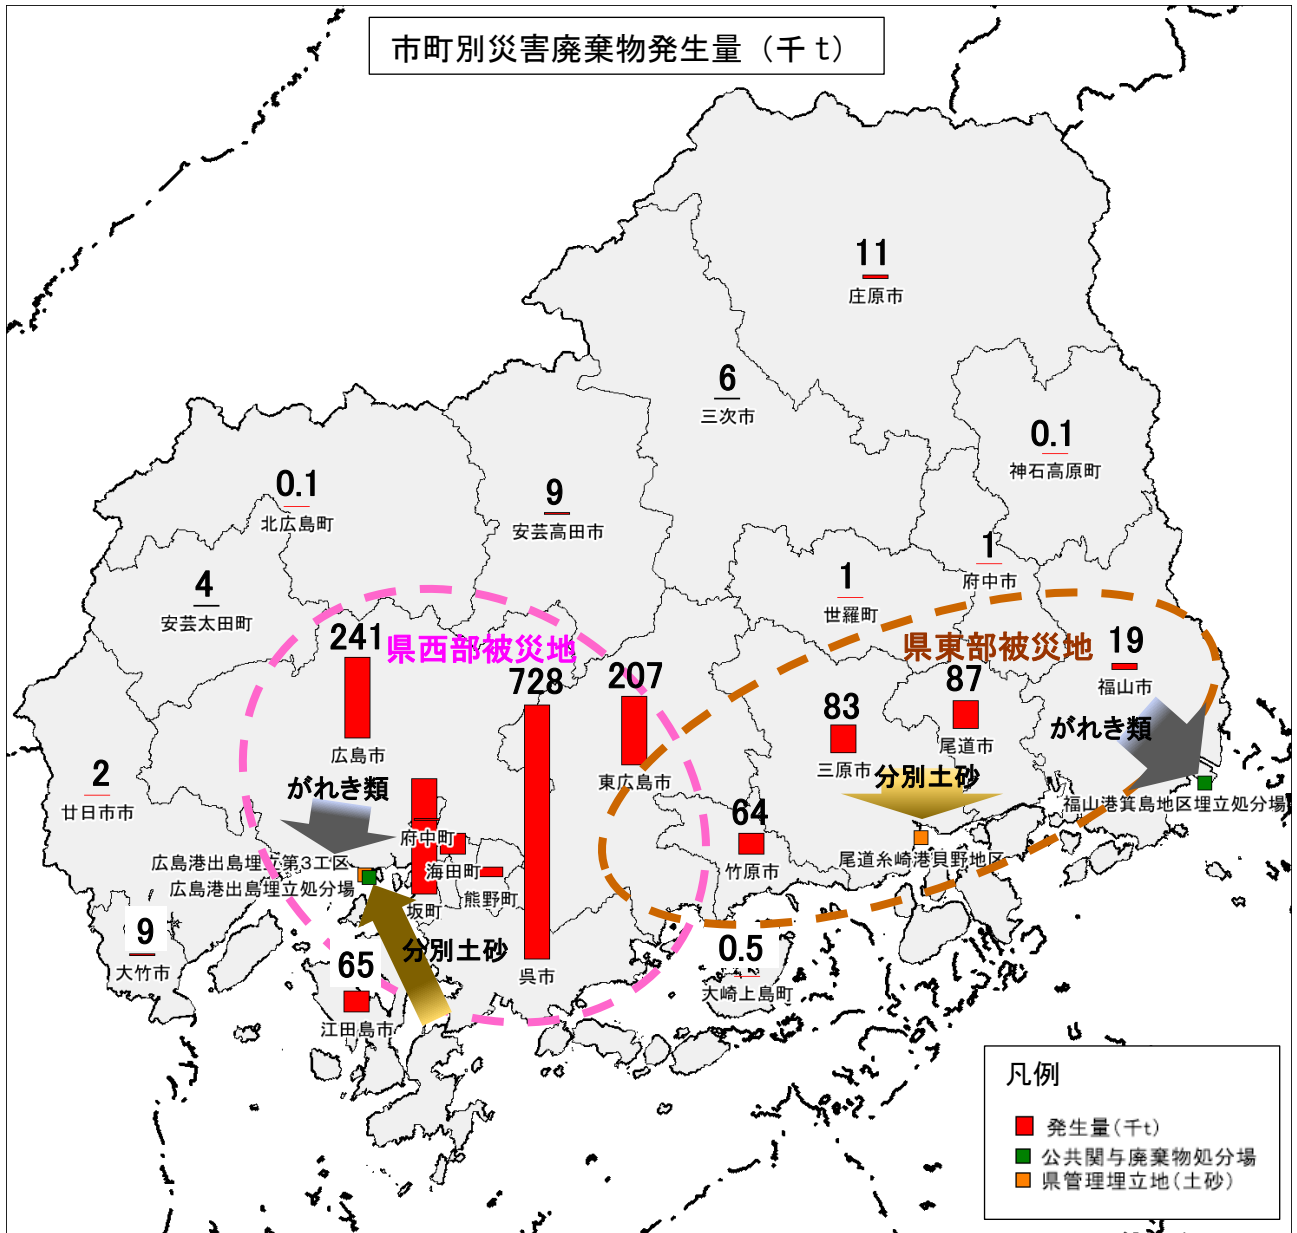 市町別災害廃棄物発生量（千ｔ）
11
庄原市
6
三次市
0.1
神石高原町
0.1
北広島町
9
安芸高田市
1
府中市
4
安芸太田町
1
世羅町
241
県西部被災地
県東部被災地
19
福山市
728
207
87
83
広島市
東広島市
尾道市
三原市
がれき類
がれき類
分別土砂
2
廿日市市
福山港箕島地区埋立処分場
64
竹原市
府中町
海田町
熊野町
坂町
尾道糸崎港貝野地区
広島港出島埋立第3工区
広島港出島埋立処分場
9
大竹市
分別土砂
65
江田島市
呉市
0.5
大崎上島町
凡例
発生量(千t)
公共関与廃棄物処分場
県管理埋立地(土砂)